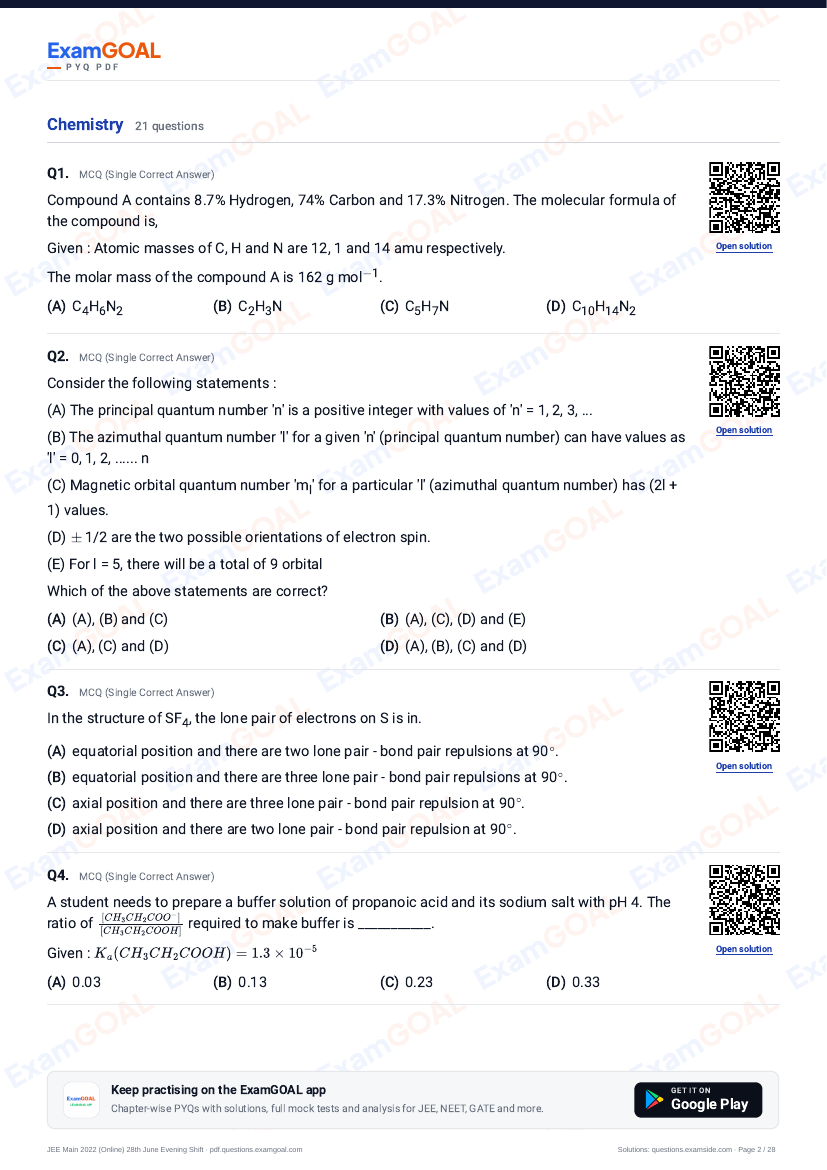 ExamGOAL
PYQ PDF
Chemistry 21 questions
Q1. MCQ (Single Correct Answer)
Compound A contains 8.7% Hydrogen, 74% Carbon and 17.3% Nitrogen. The molecular formula of
the compound is,
Given : Atomic masses of C, H and N are 12, 1 and 14 amu respectively.
The molar mass of the compound A is 162 g mol⁻¹.
(A) C₄H₆N₂ (B) C₂H₃N (C) C₅H₇N (D) C₁₀H₁₄N₂
Open solution
Q2. MCQ (Single Correct Answer)
Consider the following statements :
(A) The principal quantum number 'n' is a positive integer with values of 'n' = 1, 2, 3, ...
(B) The azimuthal quantum number 'l' for a given 'n' (principal quantum number) can have values as
'l' = 0, 1, 2, ...... n
(C) Magnetic orbital quantum number 'mₗ' for a particular 'l' (azimuthal quantum number) has (2l +
1) values.
(D) ± 1/2 are the two possible orientations of electron spin.
(E) For l = 5, there will be a total of 9 orbital
Which of the above statements are correct?
(A) (A), (B) and (C) (B) (A), (C), (D) and (E)
(C) (A), (C) and (D) (D) (A), (B), (C) and (D)
Open solution
Q3. MCQ (Single Correct Answer)
In the structure of SF₄, the lone pair of electrons on S is in.
(A) equatorial position and there are two lone pair - bond pair repulsions at 90°.
(B) equatorial position and there are three lone pair - bond pair repulsions at 90°.
(C) axial position and there are three lone pair - bond pair repulsion at 90°.
(D) axial position and there are two lone pair - bond pair repulsion at 90°.
Open solution
Q4. MCQ (Single Correct Answer)
A student needs to prepare a buffer solution of propanoic acid and its sodium salt with pH 4. The
ratio of [CH₃CH₂COO⁻]/[CH₃CH₂COOH] required to make buffer is ___________.
Given : Kₐ(CH₃CH₂COOH) = 1.3 × 10⁻⁵
(A) 0.03 (B) 0.13 (C) 0.23 (D) 0.33
Open solution
ExamGOAL
Keep practising on the ExamGOAL app
Chapter-wise PYQs with solutions, full mock tests and analysis for JEE, NEET, GATE and more.
GET IT ON
Google Play
JEE Main 2022 (Online) 28th June Evening Shift · pdf.questions.examgoal.com
Solutions: questions.examside.com · Page 2 / 28